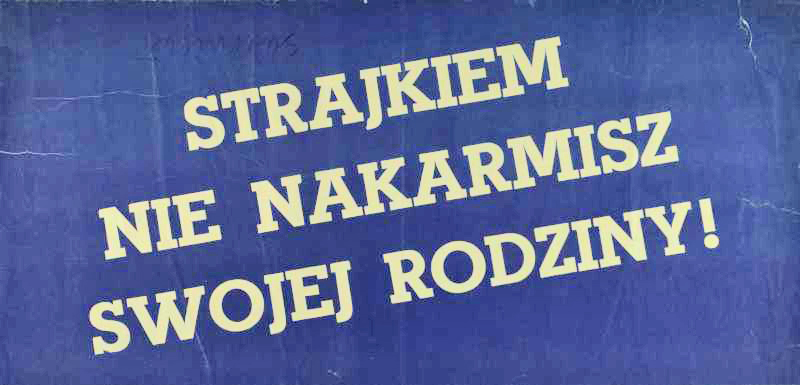 STRAJKIEM
NIE NAKARMISZ
SWOJEJ RODZINY!